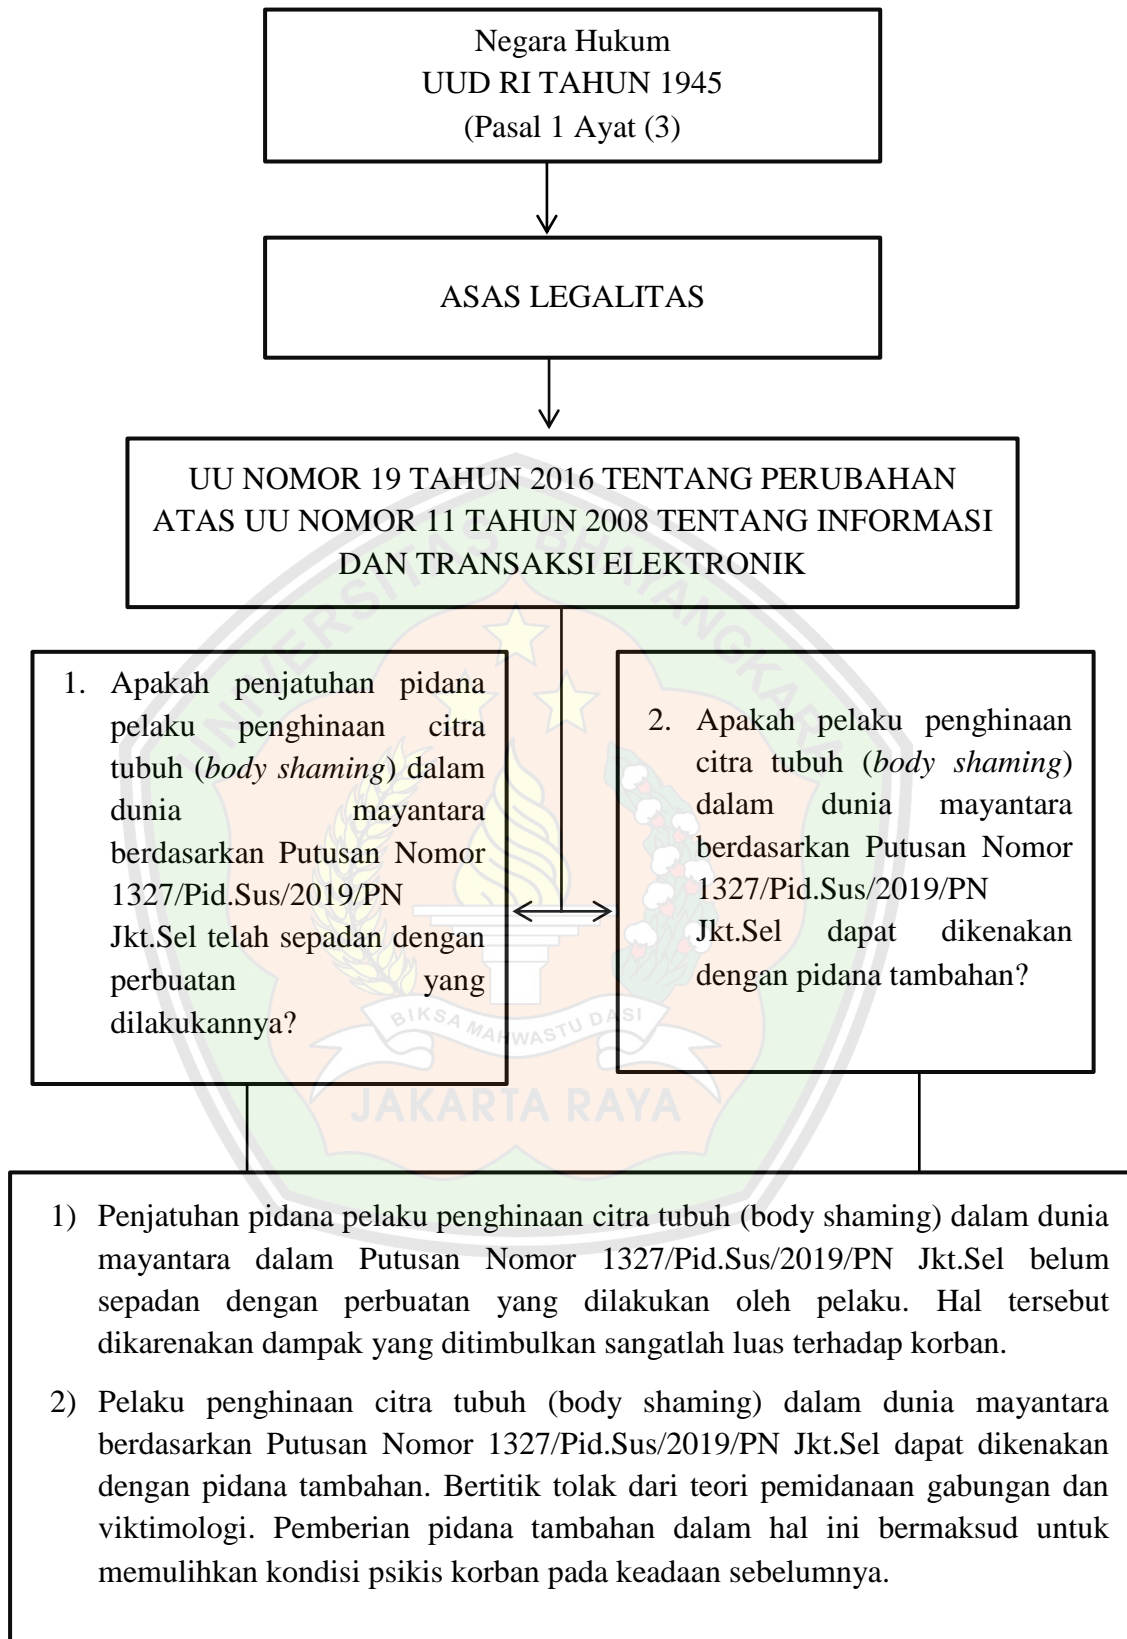 Negara Hukum
UUD RI TAHUN 1945
(Pasal 1 Ayat (3)
ASAS LEGALITAS
UU NOMOR 19 TAHUN 2016 TENTANG PERUBAHAN
ATAS UU NOMOR 11 TAHUN 2008 TENTANG INFORMASI
DAN TRANSAKSI ELEKTRONIK
1. Apakah penjatuhan pidana
pelaku penghinaan citra
tubuh (body shaming) dalam
dunia mayantara
berdasarkan Putusan Nomor
1327/Pid.Sus/2019/PN
Jkt.Sel telah sepadan dengan
perbuatan yang
dilakukannya?
2. Apakah pelaku penghinaan
citra tubuh (body shaming)
dalam dunia mayantara
berdasarkan Putusan Nomor
1327/Pid.Sus/2019/PN
Jkt.Sel dapat dikenakan
dengan pidana tambahan?
UNIVERSITAS BHAYANGKARA
BIKSA MAHWASTU DASI
JAKARTA RAYA
1) Penjatuhan pidana pelaku penghinaan citra tubuh (body shaming) dalam dunia
mayantara dalam Putusan Nomor 1327/Pid.Sus/2019/PN Jkt.Sel belum
sepadan dengan perbuatan yang dilakukan oleh pelaku. Hal tersebut
dikarenakan dampak yang ditimbulkan sangatlah luas terhadap korban.
2) Pelaku penghinaan citra tubuh (body shaming) dalam dunia mayantara
berdasarkan Putusan Nomor 1327/Pid.Sus/2019/PN Jkt.Sel dapat dikenakan
dengan pidana tambahan. Bertitik tolak dari teori pemidanaan gabungan dan
viktimologi. Pemberian pidana tambahan dalam hal ini bermaksud untuk
memulihkan kondisi psikis korban pada keadaan sebelumnya.